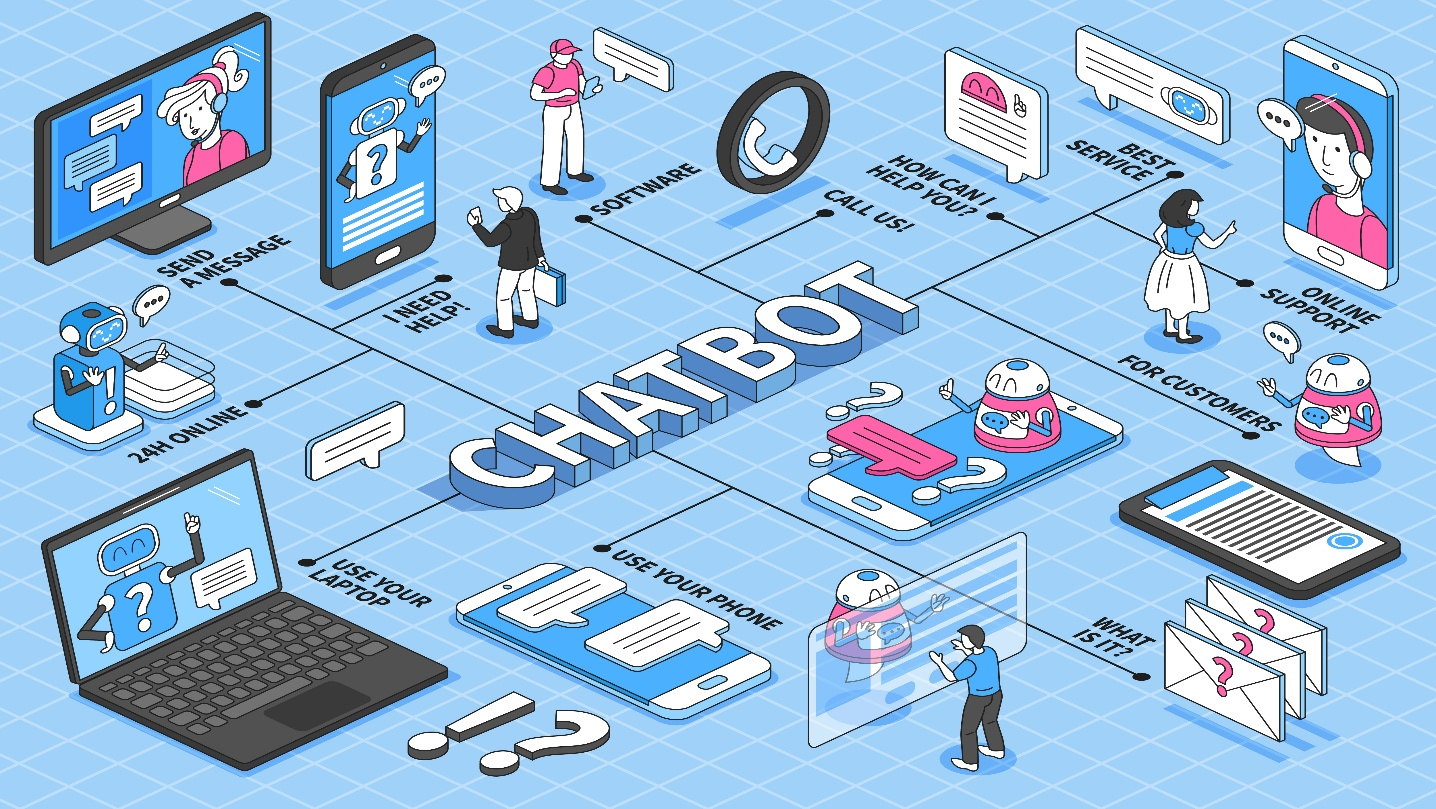 SEND
A MESSAGE
I NEED
HELP!
SOFTWARE
CALL US!
HOW CAN I
HELP YOU?
BEST
SERVICE
ONLINE
SUPPORT
24H ONLINE
CHATBOT
FOR CUSTOMERS
USE YOUR
LAPTOP
USE YOUR PHONE
WHAT
IS IT?